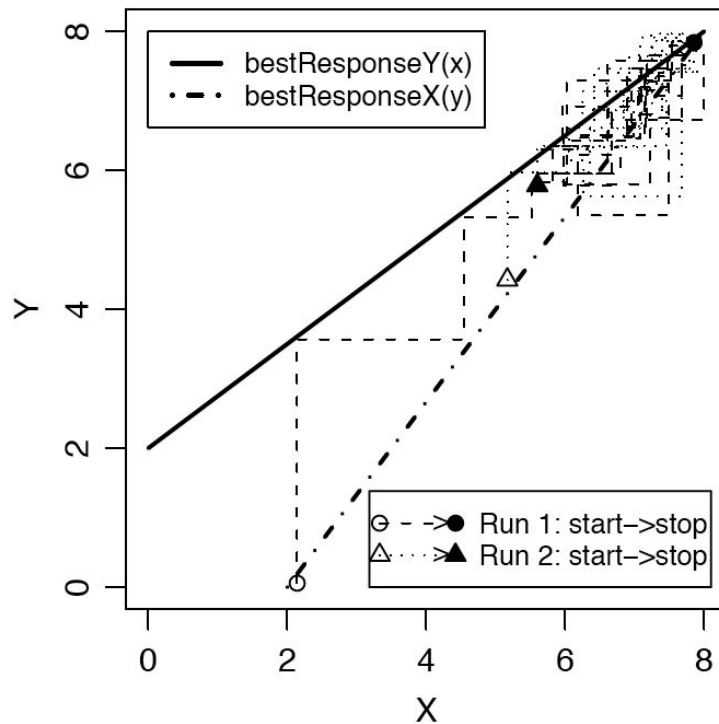 bestResponseY(x)
bestResponseX(y)
Y
8
6
4
2
0
Run 1: start->stop
Run 2: start->stop
0 2 4 6 8
X